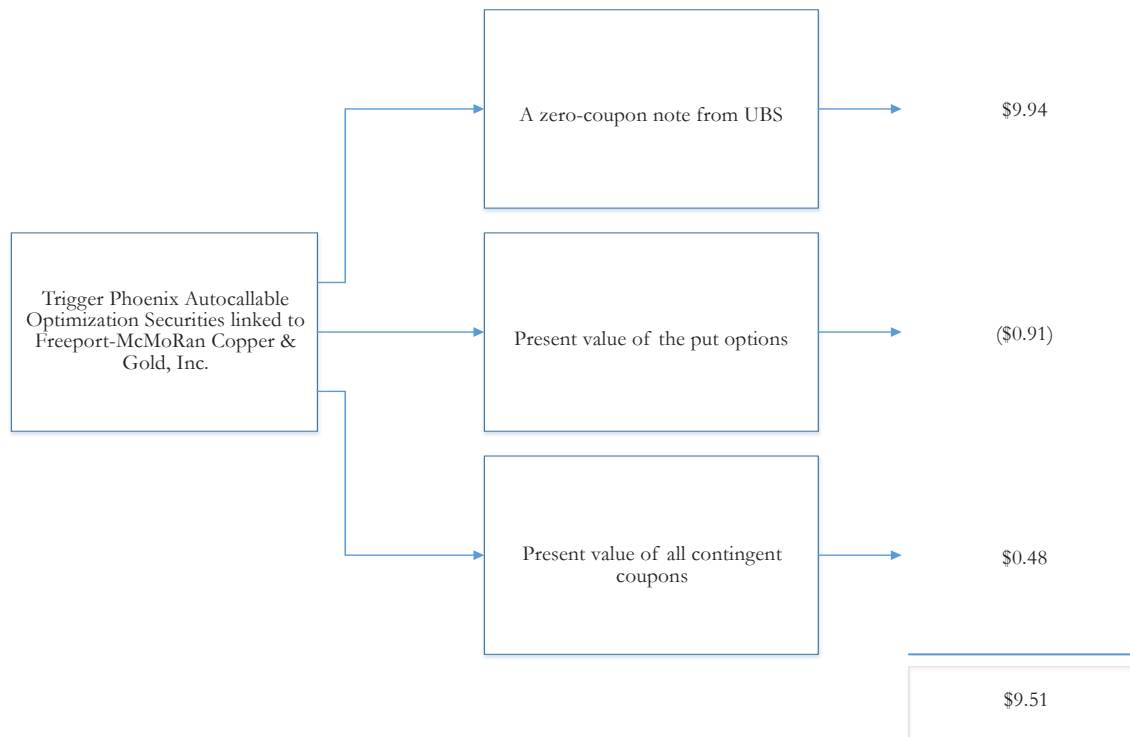 A zero-coupon note from UBS
$9.94
Trigger Phoenix Autocallable
Optimization Securities linked to
Freeport-McMoRan Copper &
Gold, Inc.
Present value of the put options
($0.91)
Present value of all contingent
coupons
$0.48
$9.51